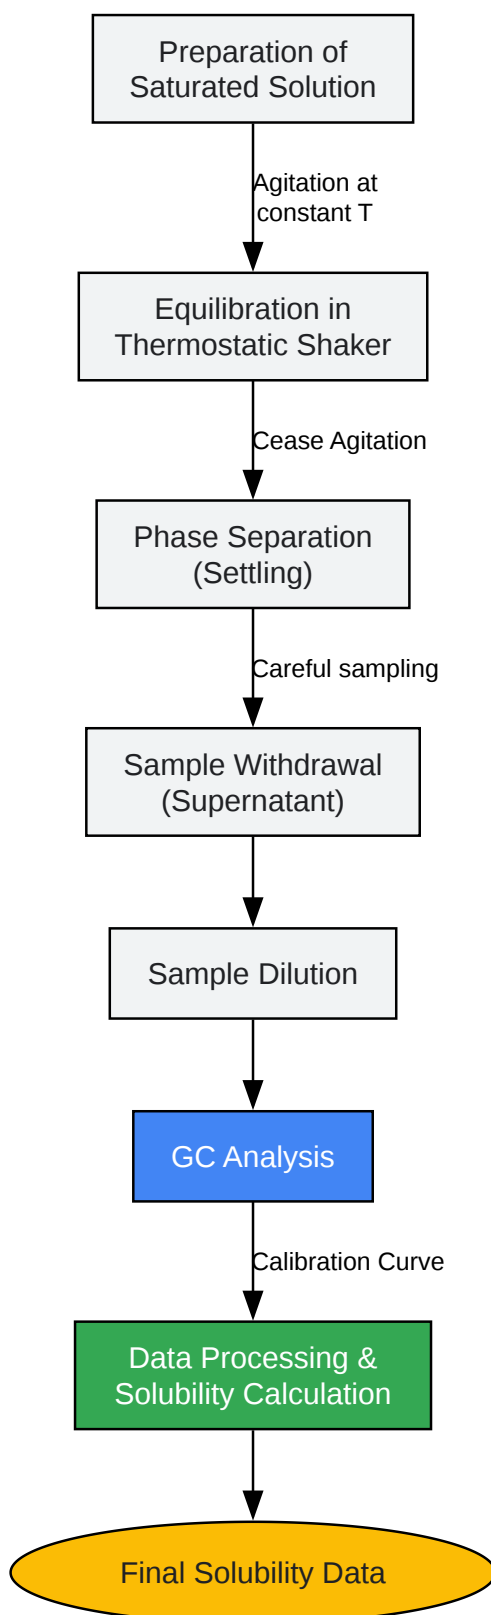 Preparation of
Saturated Solution
Agitation at
constant T
Equilibration in
Thermostatic Shaker
Cease Agitation
Phase Separation
(Settling)
Careful sampling
Sample Withdrawal
(Supernatant)
Sample Dilution
GC Analysis
Calibration Curve
Data Processing &
Solubility Calculation
Final Solubility Data